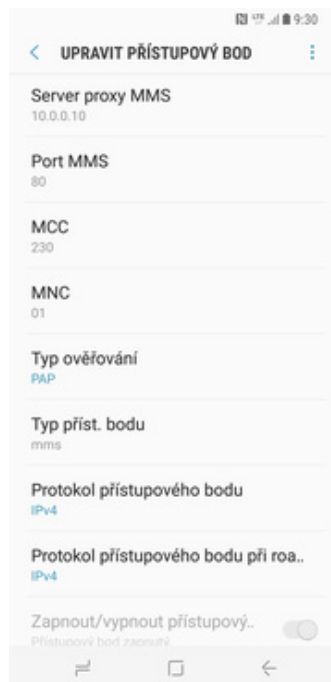 LTE 9:30
UPRAVIT PŘÍSTUPOVÝ BOD
Server proxy MMS
10.0.0.10
Port MMS
80
MCC
230
MNC
01
Typ ověřování
PAP
Typ příst. bodu
mms
Protokol přístupového bodu
IPv4
Protokol přístupového bodu při roa..
IPv4
Zapnout/vypnout přístupový..
Přístupový bod zapnutý